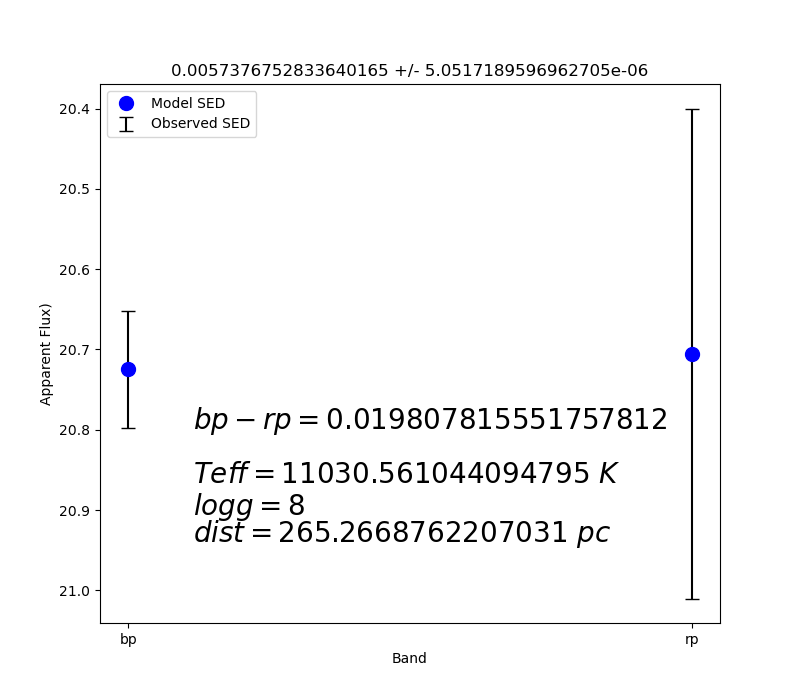 0.0057376752833640165 +/- 5.0517189596962705e-06
Model SED
Observed SED
20.4
20.5
20.6
20.7
20.8
20.9
21.0
Apparent Flux)
bp − rp = 0.019807815551757812
Teff = 11030.561044094795 K
logg = 8
dist = 265.2668762207031 pc
bp
rp
Band